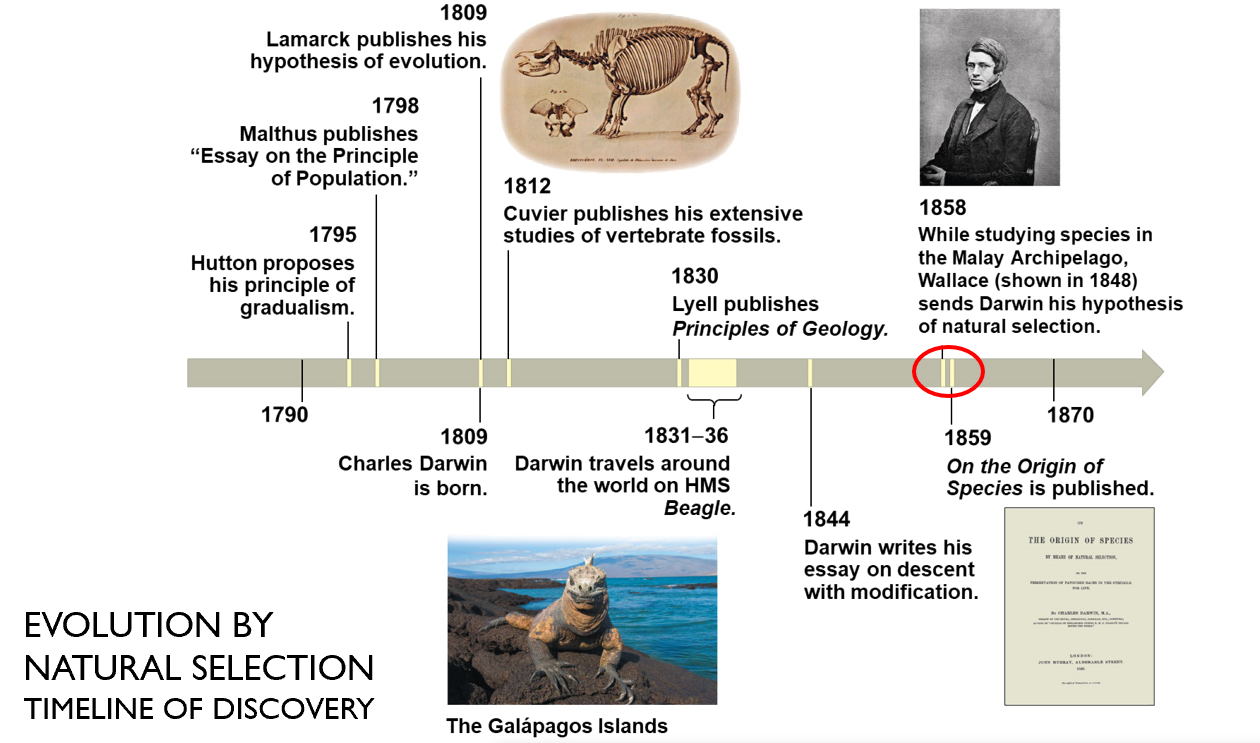 1809
Lamarck publishes his
hypothesis of evolution.
1798
Malthus publishes
“Essay on the Principle
of Population.”
1795
Hutton proposes
his principle of
gradualism.
1812
Cuvier publishes his extensive
studies of vertebrate fossils.
1830
Lyell publishes
Principles of Geology.
1858
While studying species in
the Malay Archipelago,
Wallace (shown in 1848)
sends Darwin his hypothesis
of natural selection.
1790
1870
1809
Charles Darwin
is born.
1831–36
Darwin travels around
the world on HMS
Beagle.
1844
Darwin writes his
essay on descent
with modification.
1859
On the Origin of
Species is published.
ON
THE ORIGIN OF SPECIES
BY MEANS OF NATURAL SELECTION,
OR THE
PRESERVATION OF FAVOURED RACES IN THE STRUGGLE
FOR LIFE.
BY CHARLES DARWIN, M.A.,
LONDON:
JOHN MURRAY, ALBEMARLE STREET.
1859.
The Galápagos Islands
EVOLUTION BY
NATURAL SELECTION
TIMELINE OF DISCOVERY